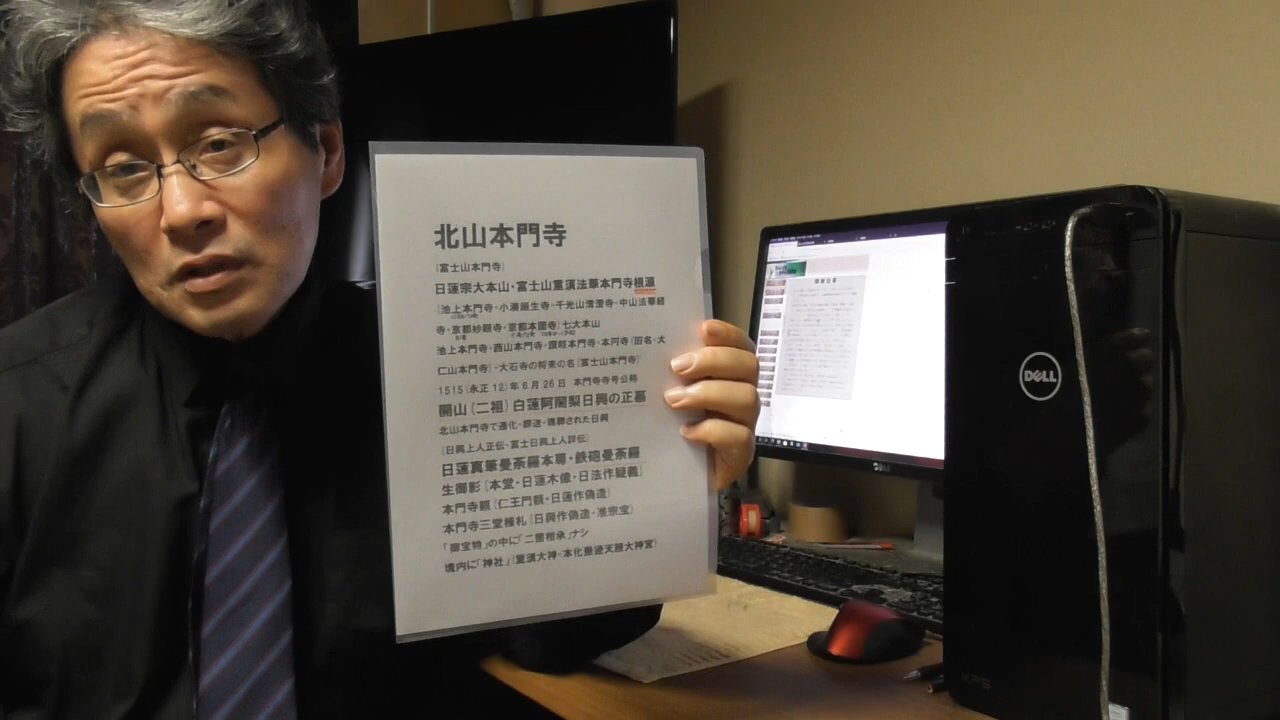 北山本門寺
(富士山本門寺)
日蓮宗大本山・富士山重須法華本門寺根源
(池上本門寺・小湊誕生寺・千光山清澄寺・中山法華経
寺・京都妙顕寺・京都本圀寺)七大本山
池上本門寺・西山本門寺・讃岐本門寺・本門寺(旧名・大
仁山本門寺)・大石寺の将来の名(富士山本門寺)
1515(永正12)年6月26日 本門寺寺号公称
開山(二祖)白蓮阿闍梨日興の正墓
北山本門寺で遷化・葬送・埋葬された日興
(日興上人正伝・富士日興上人詳伝)
日蓮真筆曼荼羅本尊・鉄砲曼荼羅
生御影(本堂・日蓮木像・日法作疑義)
本門寺額(仁王門額・日蓮作偽造)
本門寺三堂棟札(日興作偽造・准宗宝)
「御宝物」の中に「二箇相承」ナシ
境内に「神社」(重須大神・本化垂迹天照大神宮)
DELL
DELL
XPS